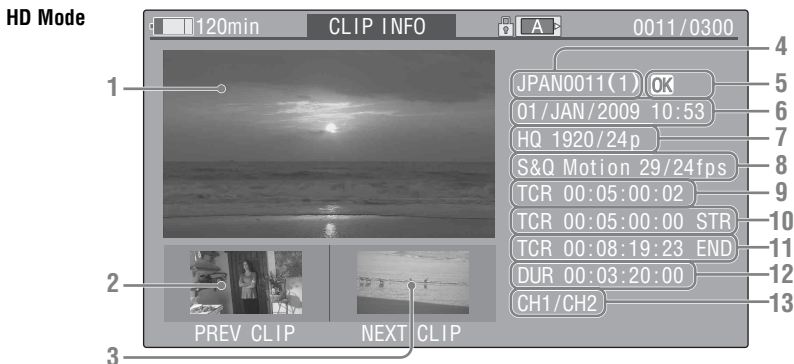 HD Mode
120min CLIP INFO A 0011/0300
4
1 JPAN0011(1) OK 5
01/JAN/2009 10:53 6
HQ 1920/24p 7
S&Q Motion 29/24fps 8
TCR 00:05:00:02 9
TCR 00:05:00:00 STR 10
TCR 00:08:19:23 END 11
2 DUR 00:03:20:00 12
CH1/CH2 13
PREV CLIP NEXT CLIP
3